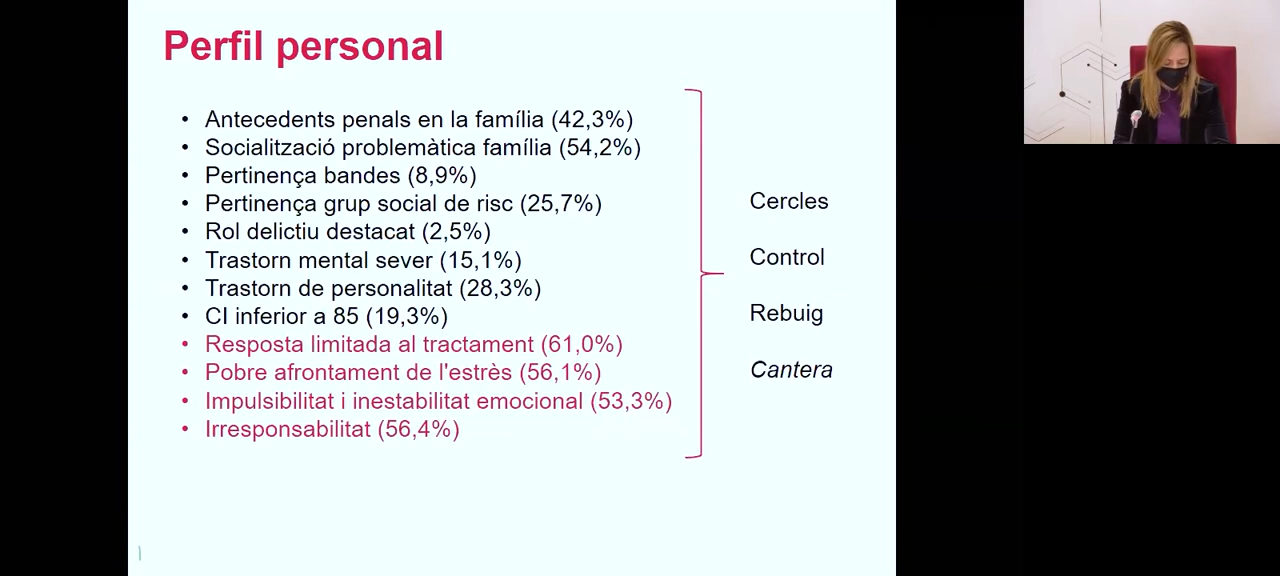 Perfil personal
• Antecedents penals en la família (42,3%)
• Socialització problemàtica família (54,2%)
• Pertinença bandes (8,9%)
• Pertinença grup social de risc (25,7%)
• Rol delictiu destacat (2,5%)
• Trastorn mental sever (15,1%)
• Trastorn de personalitat (28,3%)
• CI inferior a 85 (19,3%)
• Resposta limitada al tractament (61,0%)
• Pobre afrontament de l'estrès (56,1%)
• Impulsibilitat i inestabilitat emocional (53,3%)
• Irresponsabilitat (56,4%)
Cercles
Control
Rebuig
Cantera